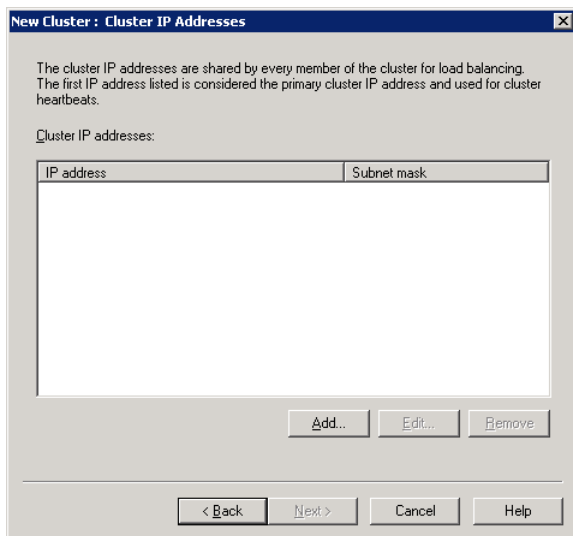 New Cluster : Cluster IP Addresses
The cluster IP addresses are shared by every member of the cluster for load balancing.
The first IP address listed is considered the primary cluster IP address and used for cluster
heartbeats.
Cluster IP addresses:
IP address Subnet mask
Add... Edit... Remove
< Back Next > Cancel Help